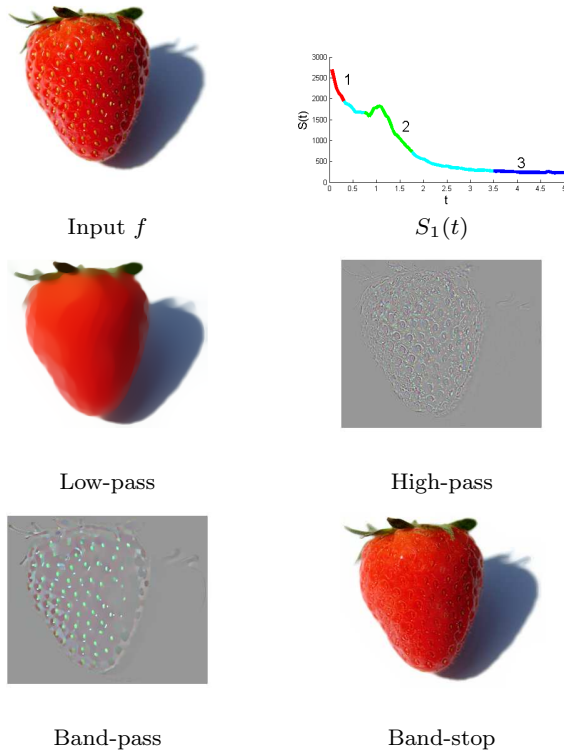 3000
2500
2000
1500
1000
500
0
S(t)
1
2
3
0 0.5 1 1.5 2 2.5 3 3.5 4 4.5 5
t
Input f
S₁(t)
Low-pass
High-pass
Band-pass
Band-stop